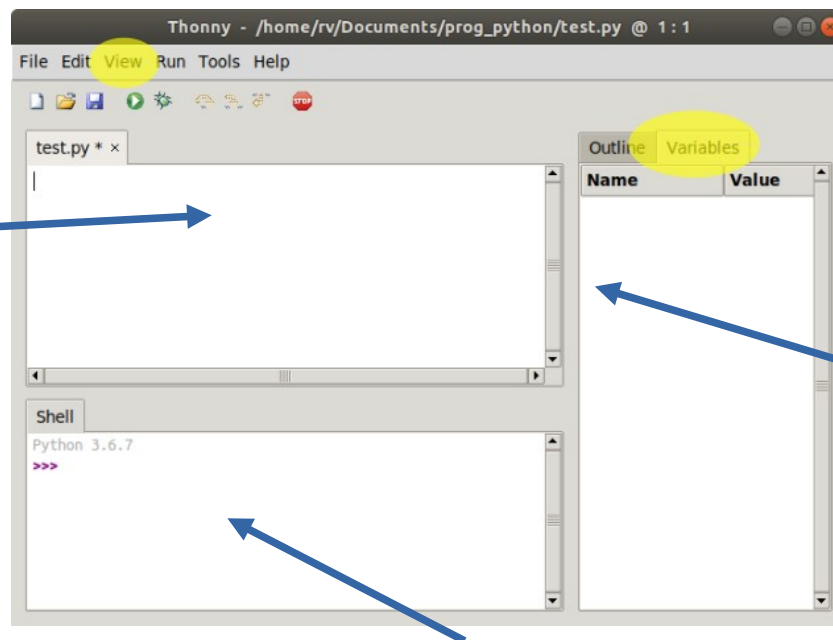 Thonny - /home/rv/Documents/prog_python/test.py @ 1:1
File Edit View Run Tools Help
STOP
test.py * ×
Outline Variables
Name Value
Shell
Python 3.6.7
>>>